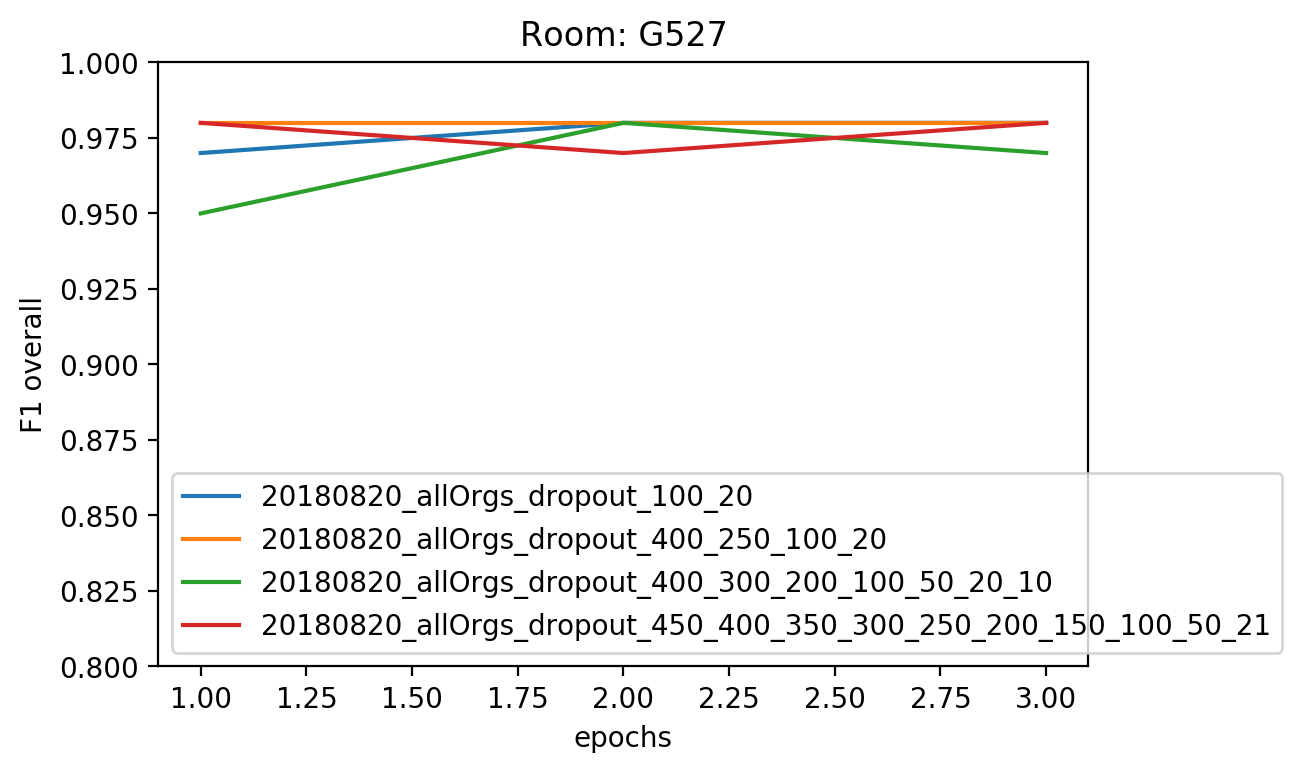 Room: G527
1.000
0.975
0.950
0.925
0.900
0.875
0.850
0.825
0.800
F1 overall
20180820_allOrgs_dropout_100_20
20180820_allOrgs_dropout_400_250_100_20
20180820_allOrgs_dropout_400_300_200_100_50_20_10
20180820_allOrgs_dropout_450_400_350_300_250_200_150_100_50_21
1.00 1.25 1.50 1.75 2.00 2.25 2.50 2.75 3.00
epochs